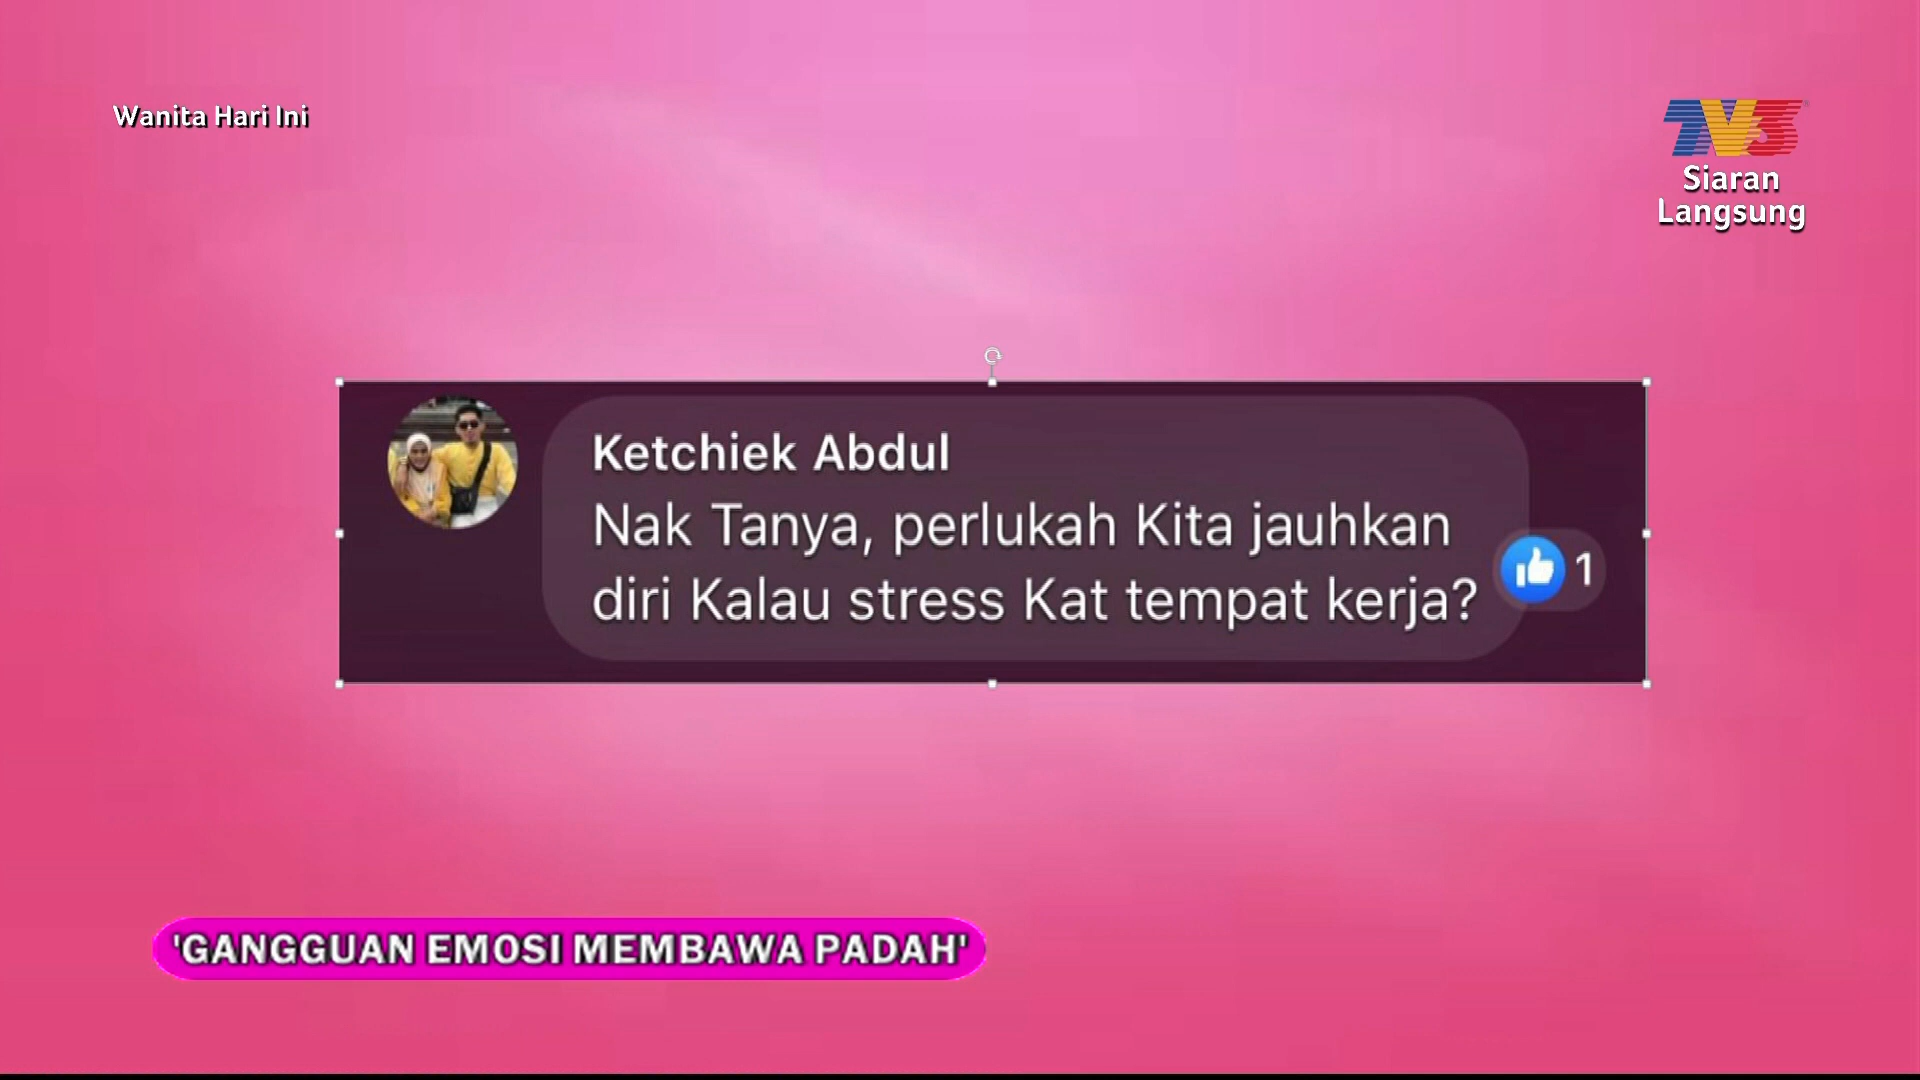 Wanita Hari Ini
TV3
Siaran
Langsung
Ketchiek Abdul
Nak Tanya, perlukah Kita jauhkan
diri Kalau stress Kat tempat kerja?
1
'GANGGUAN EMOSI MEMBAWA PADAH'